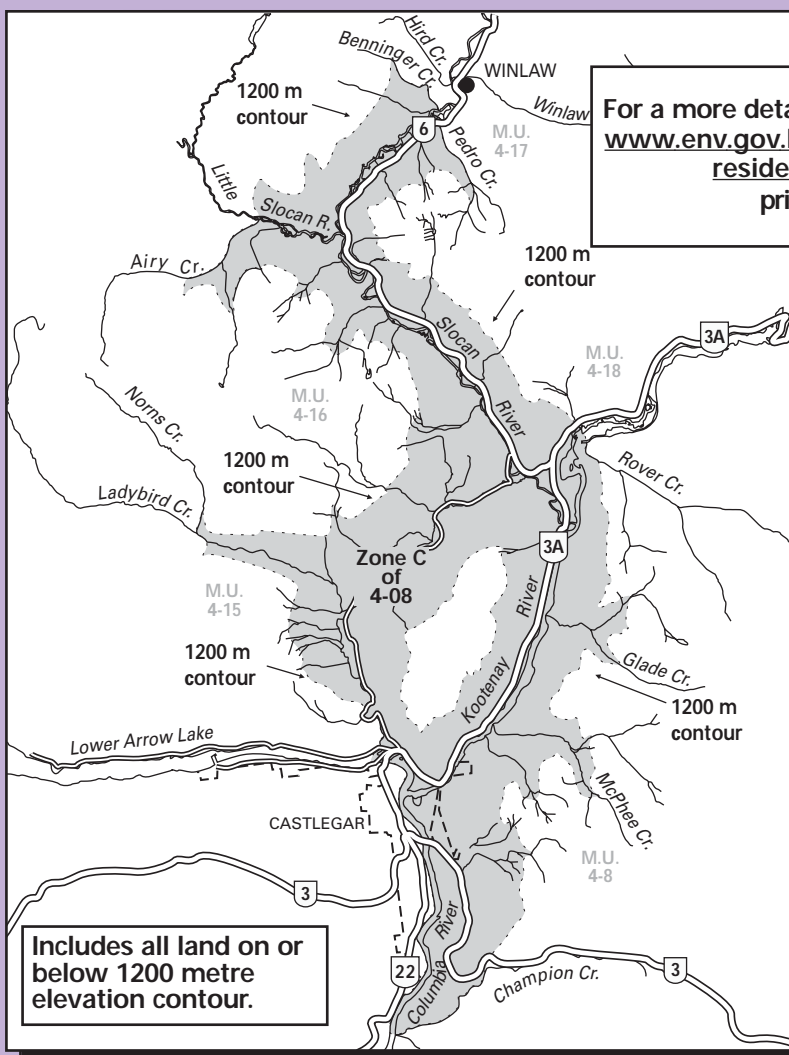 Hird Cr.
Benninger Cr.
WINLAW
1200 m
contour
Winlaw
6
Pedro Cr.
M.U.
4-17
For a more deta
www.env.gov.
reside
pri
Little
Slocan R.
Airy Cr.
1200 m
contour
Slocan
River
3A
M.U.
4-18
M.U.
4-16
Norns Cr.
1200 m
contour
Ladybird Cr.
Rover Cr.
Zone C
of
4-08
3A
M.U.
4-15
River
Kootenay
1200 m
contour
Glade Cr.
1200 m
contour
Lower Arrow Lake
McPhee Cr.
CASTLEGAR
M.U.
4-8
3
River
Columbia
22
Champion Cr.
3
Includes all land on or
below 1200 metre
elevation contour.